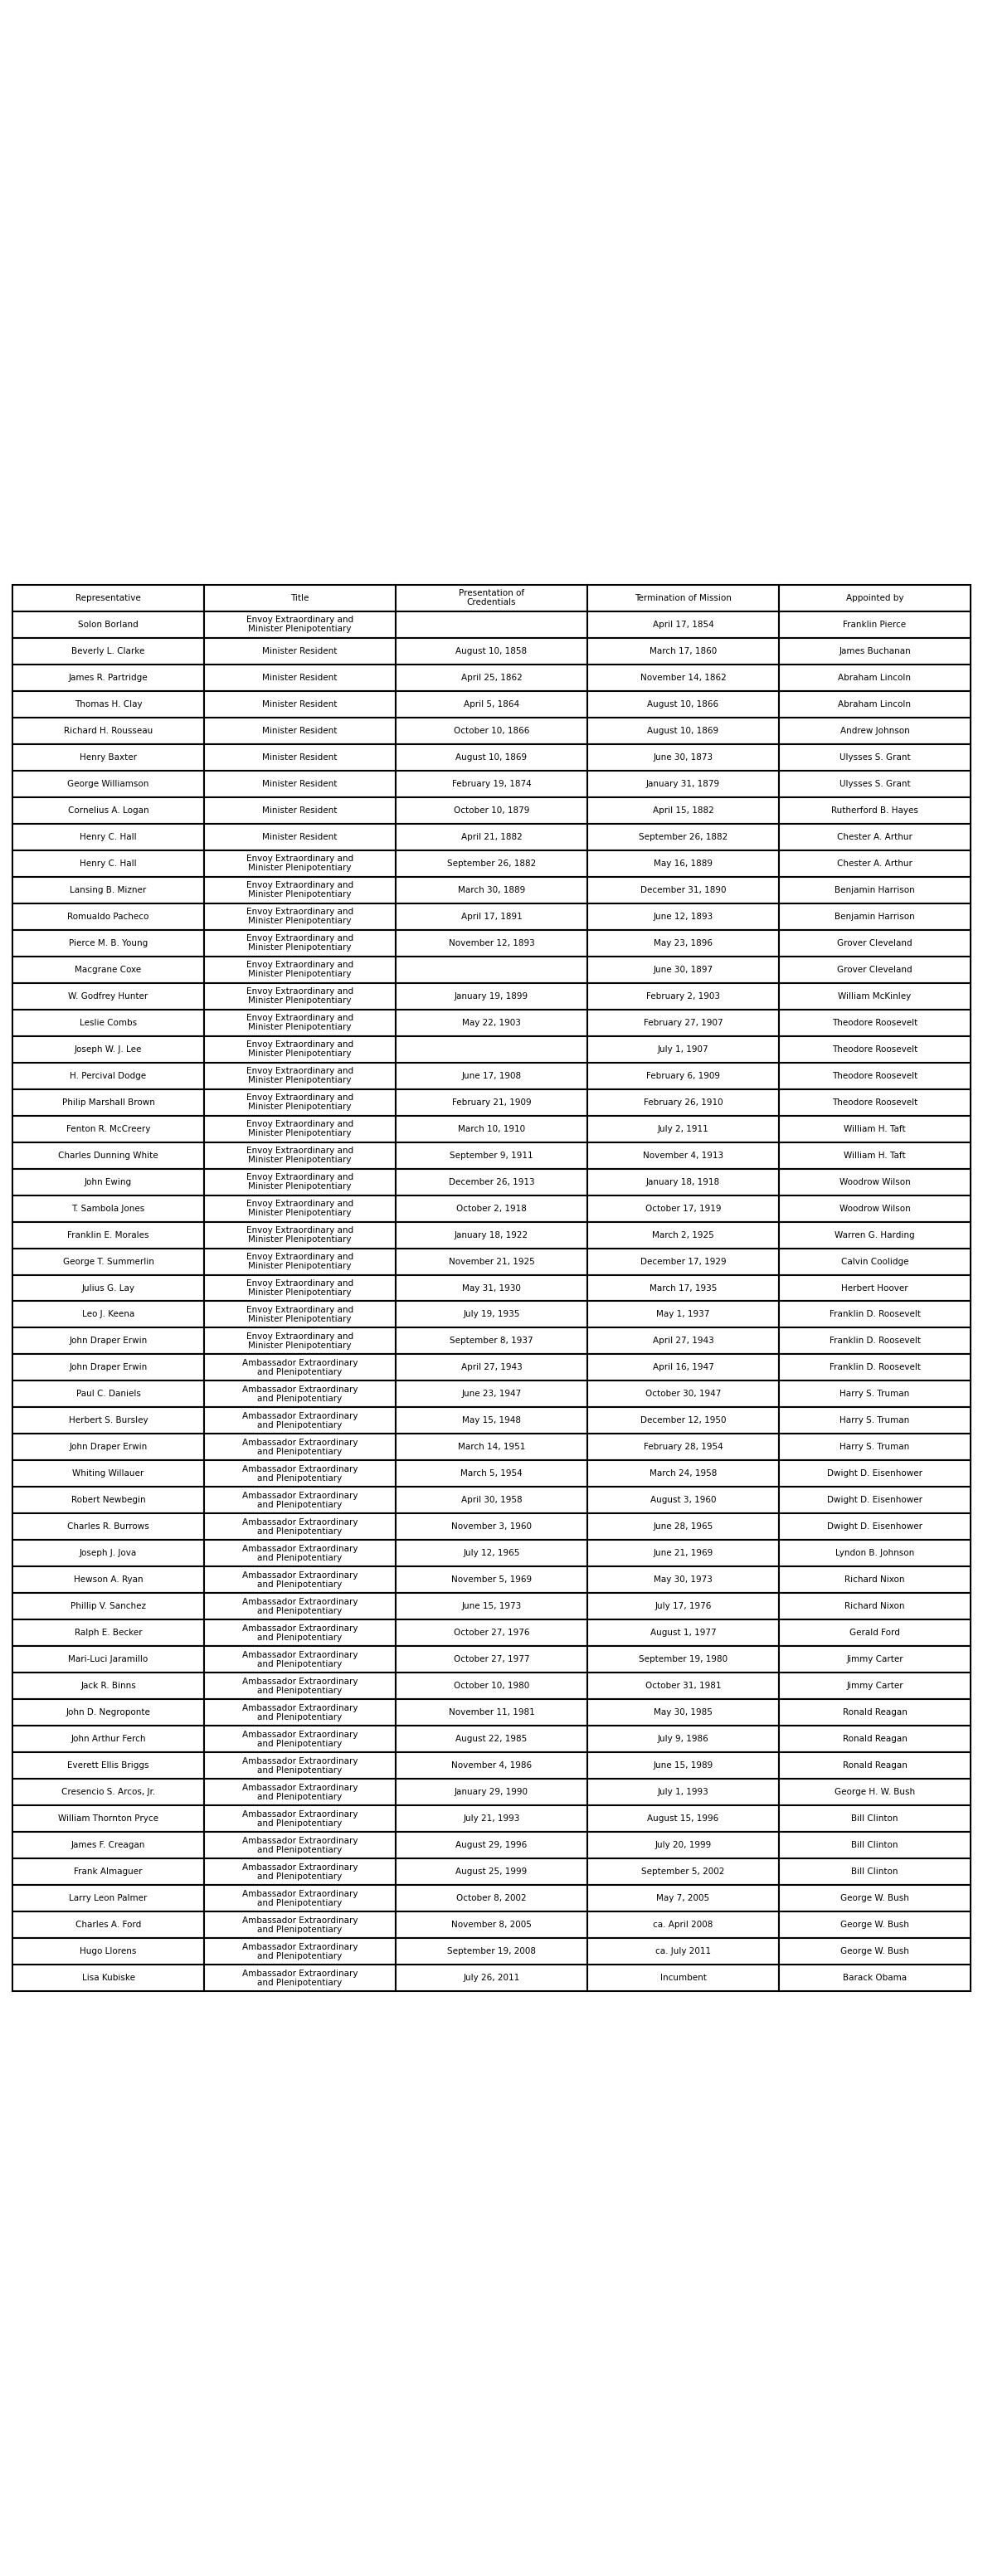 Representative Title Presentation of Credentials Termination of Mission Appointed by
Solon Borland Envoy Extraordinary and Minister Plenipotentiary April 17, 1854 Franklin Pierce
Beverly L. Clarke Minister Resident August 10, 1858 March 17, 1860 James Buchanan
James R. Partridge Minister Resident April 25, 1862 November 14, 1862 Abraham Lincoln
Thomas H. Clay Minister Resident April 5, 1864 August 10, 1866 Abraham Lincoln
Richard H. Rousseau Minister Resident October 10, 1866 August 10, 1869 Andrew Johnson
Henry Baxter Minister Resident August 10, 1869 June 30, 1873 Ulysses S. Grant
George Williamson Minister Resident February 19, 1874 January 31, 1879 Ulysses S. Grant
Cornelius A. Logan Minister Resident October 10, 1879 April 15, 1882 Rutherford B. Hayes
Henry C. Hall Minister Resident April 21, 1882 September 26, 1882 Chester A. Arthur
Henry C. Hall Envoy Extraordinary and Minister Plenipotentiary September 26, 1882 May 16, 1889 Chester A. Arthur
Lansing B. Mizner Envoy Extraordinary and Minister Plenipotentiary March 30, 1889 December 31, 1890 Benjamin Harrison
Romualdo Pacheco Envoy Extraordinary and Minister Plenipotentiary April 17, 1891 June 12, 1893 Benjamin Harrison
Pierce M. B. Young Envoy Extraordinary and Minister Plenipotentiary November 12, 1893 May 23, 1896 Grover Cleveland
Macgrane Coxe Envoy Extraordinary and Minister Plenipotentiary June 30, 1897 Grover Cleveland
W. Godfrey Hunter Envoy Extraordinary and Minister Plenipotentiary January 19, 1899 February 2, 1903 William McKinley
Leslie Combs Envoy Extraordinary and Minister Plenipotentiary May 22, 1903 February 27, 1907 Theodore Roosevelt
Joseph W. J. Lee Envoy Extraordinary and Minister Plenipotentiary July 1, 1907 Theodore Roosevelt
H. Percival Dodge Envoy Extraordinary and Minister Plenipotentiary June 17, 1908 February 6, 1909 Theodore Roosevelt
Philip Marshall Brown Envoy Extraordinary and Minister Plenipotentiary February 21, 1909 February 26, 1910 Theodore Roosevelt
Fenton R. McCreery Envoy Extraordinary and Minister Plenipotentiary March 10, 1910 July 2, 1911 William H. Taft
Charles Dunning White Envoy Extraordinary and Minister Plenipotentiary September 9, 1911 November 4, 1913 William H. Taft
John Ewing Envoy Extraordinary and Minister Plenipotentiary December 26, 1913 January 18, 1918 Woodrow Wilson
T. Sambola Jones Envoy Extraordinary and Minister Plenipotentiary October 2, 1918 October 17, 1919 Woodrow Wilson
Franklin E. Morales Envoy Extraordinary and Minister Plenipotentiary January 18, 1922 March 2, 1925 Warren G. Harding
George T. Summerlin Envoy Extraordinary and Minister Plenipotentiary November 21, 1925 December 17, 1929 Calvin Coolidge
Julius G. Lay Envoy Extraordinary and Minister Plenipotentiary May 31, 1930 March 17, 1935 Herbert Hoover
Leo J. Keena Envoy Extraordinary and Minister Plenipotentiary July 19, 1935 May 1, 1937 Franklin D. Roosevelt
John Draper Erwin Envoy Extraordinary and Minister Plenipotentiary September 8, 1937 April 27, 1943 Franklin D. Roosevelt
John Draper Erwin Ambassador Extraordinary and Plenipotentiary April 27, 1943 April 16, 1947 Franklin D. Roosevelt
Paul C. Daniels Ambassador Extraordinary and Plenipotentiary June 23, 1947 October 30, 1947 Harry S. Truman
Herbert S. Bursley Ambassador Extraordinary and Plenipotentiary May 15, 1948 December 12, 1950 Harry S. Truman
John Draper Erwin Ambassador Extraordinary and Plenipotentiary March 14, 1951 February 28, 1954 Harry S. Truman
Whiting Willauer Ambassador Extraordinary and Plenipotentiary March 5, 1954 March 24, 1958 Dwight D. Eisenhower
Robert Newbegin Ambassador Extraordinary and Plenipotentiary April 30, 1958 August 3, 1960 Dwight D. Eisenhower
Charles R. Burrows Ambassador Extraordinary and Plenipotentiary November 3, 1960 June 28, 1965 Dwight D. Eisenhower
Joseph J. Jova Ambassador Extraordinary and Plenipotentiary July 12, 1965 June 21, 1969 Lyndon B. Johnson
Hewson A. Ryan Ambassador Extraordinary and Plenipotentiary November 5, 1969 May 30, 1973 Richard Nixon
Phillip V. Sanchez Ambassador Extraordinary and Plenipotentiary June 15, 1973 July 17, 1976 Richard Nixon
Ralph E. Becker Ambassador Extraordinary and Plenipotentiary October 27, 1976 August 1, 1977 Gerald Ford
Mari-Luci Jaramillo Ambassador Extraordinary and Plenipotentiary October 27, 1977 September 19, 1980 Jimmy Carter
Jack R. Binns Ambassador Extraordinary and Plenipotentiary October 10, 1980 October 31, 1981 Jimmy Carter
John D. Negroponte Ambassador Extraordinary and Plenipotentiary November 11, 1981 May 30, 1985 Ronald Reagan
John Arthur Ferch Ambassador Extraordinary and Plenipotentiary August 22, 1985 July 9, 1986 Ronald Reagan
Everett Ellis Briggs Ambassador Extraordinary and Plenipotentiary November 4, 1986 June 15, 1989 Ronald Reagan
Cresencio S. Arcos, Jr. Ambassador Extraordinary and Plenipotentiary January 29, 1990 July 1, 1993 George H. W. Bush
William Thornton Pryce Ambassador Extraordinary and Plenipotentiary July 21, 1993 August 15, 1996 Bill Clinton
James F. Creagan Ambassador Extraordinary and Plenipotentiary August 29, 1996 July 20, 1999 Bill Clinton
Frank Almaguer Ambassador Extraordinary and Plenipotentiary August 25, 1999 September 5, 2002 Bill Clinton
Larry Leon Palmer Ambassador Extraordinary and Plenipotentiary October 8, 2002 May 7, 2005 George W. Bush
Charles A. Ford Ambassador Extraordinary and Plenipotentiary November 8, 2005 ca. April 2008 George W. Bush
Hugo Llorens Ambassador Extraordinary and Plenipotentiary September 19, 2008 ca. July 2011 George W. Bush
Lisa Kubiske Ambassador Extraordinary and Plenipotentiary July 26, 2011 Incumbent Barack Obama